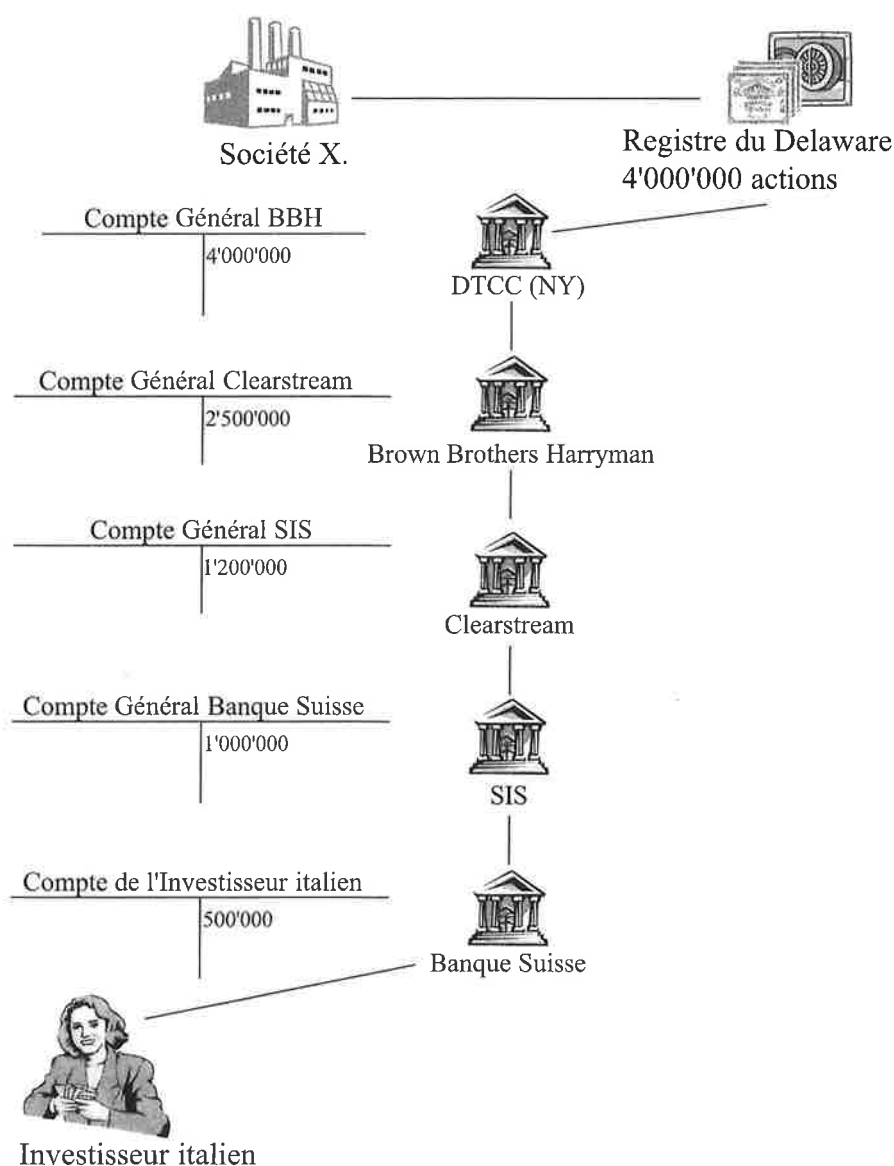 Société X.
Registre du Delaware
4'000'000 actions
Compte Général BBH
4'000'000
DTCC (NY)
Compte Général Clearstream
2'500'000
Brown Brothers Harryman
Compte Général SIS
1'200'000
Clearstream
Compte Général Banque Suisse
1'000'000
SIS
Compte de l'Investisseur italien
500'000
Banque Suisse
Investisseur italien